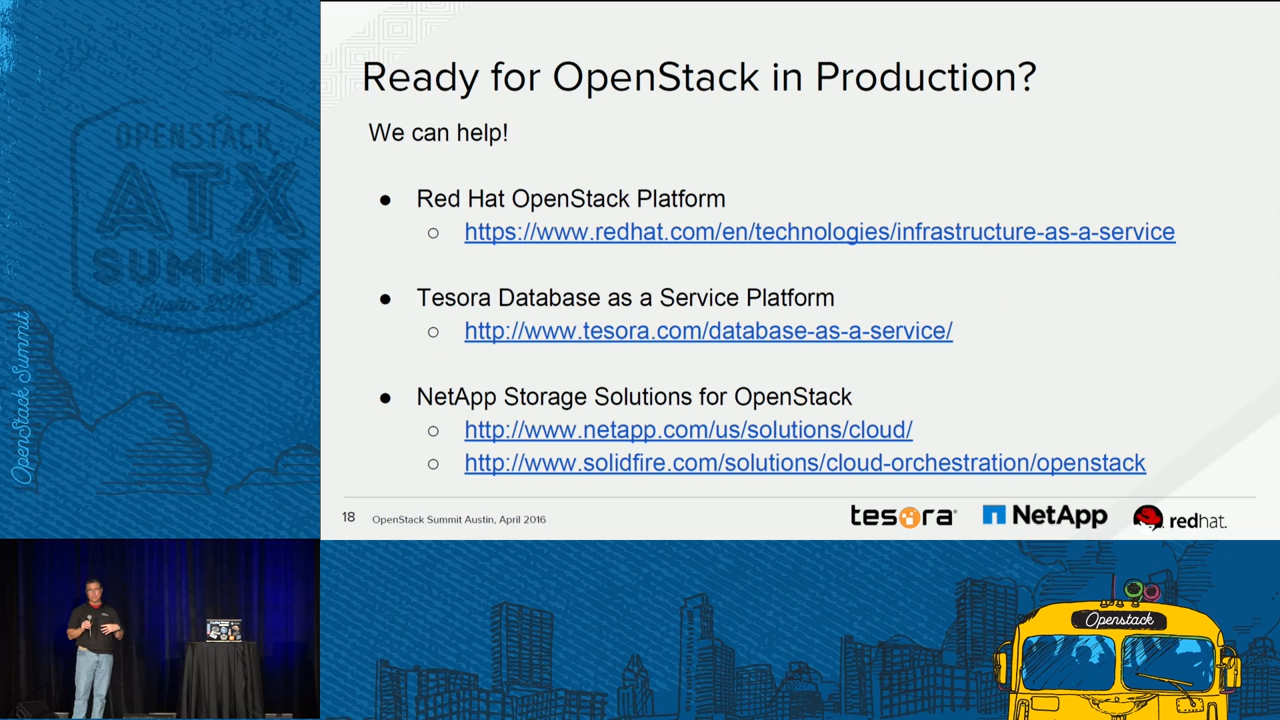 OPENSTACK
ATX
SUMMIT
Austin 2016
OpenStack Summit
Ready for OpenStack in Production?
We can help!
● Red Hat OpenStack Platform
○ https://www.redhat.com/en/technologies/infrastructure-as-a-service
● Tesora Database as a Service Platform
○ http://www.tesora.com/database-as-a-service/
● NetApp Storage Solutions for OpenStack
○ http://www.netapp.com/us/solutions/cloud/
○ http://www.solidfire.com/solutions/cloud-orchestration/openstack
18 OpenStack Summit Austin, April 2016
tesora
NetApp
redhat.
Openstack